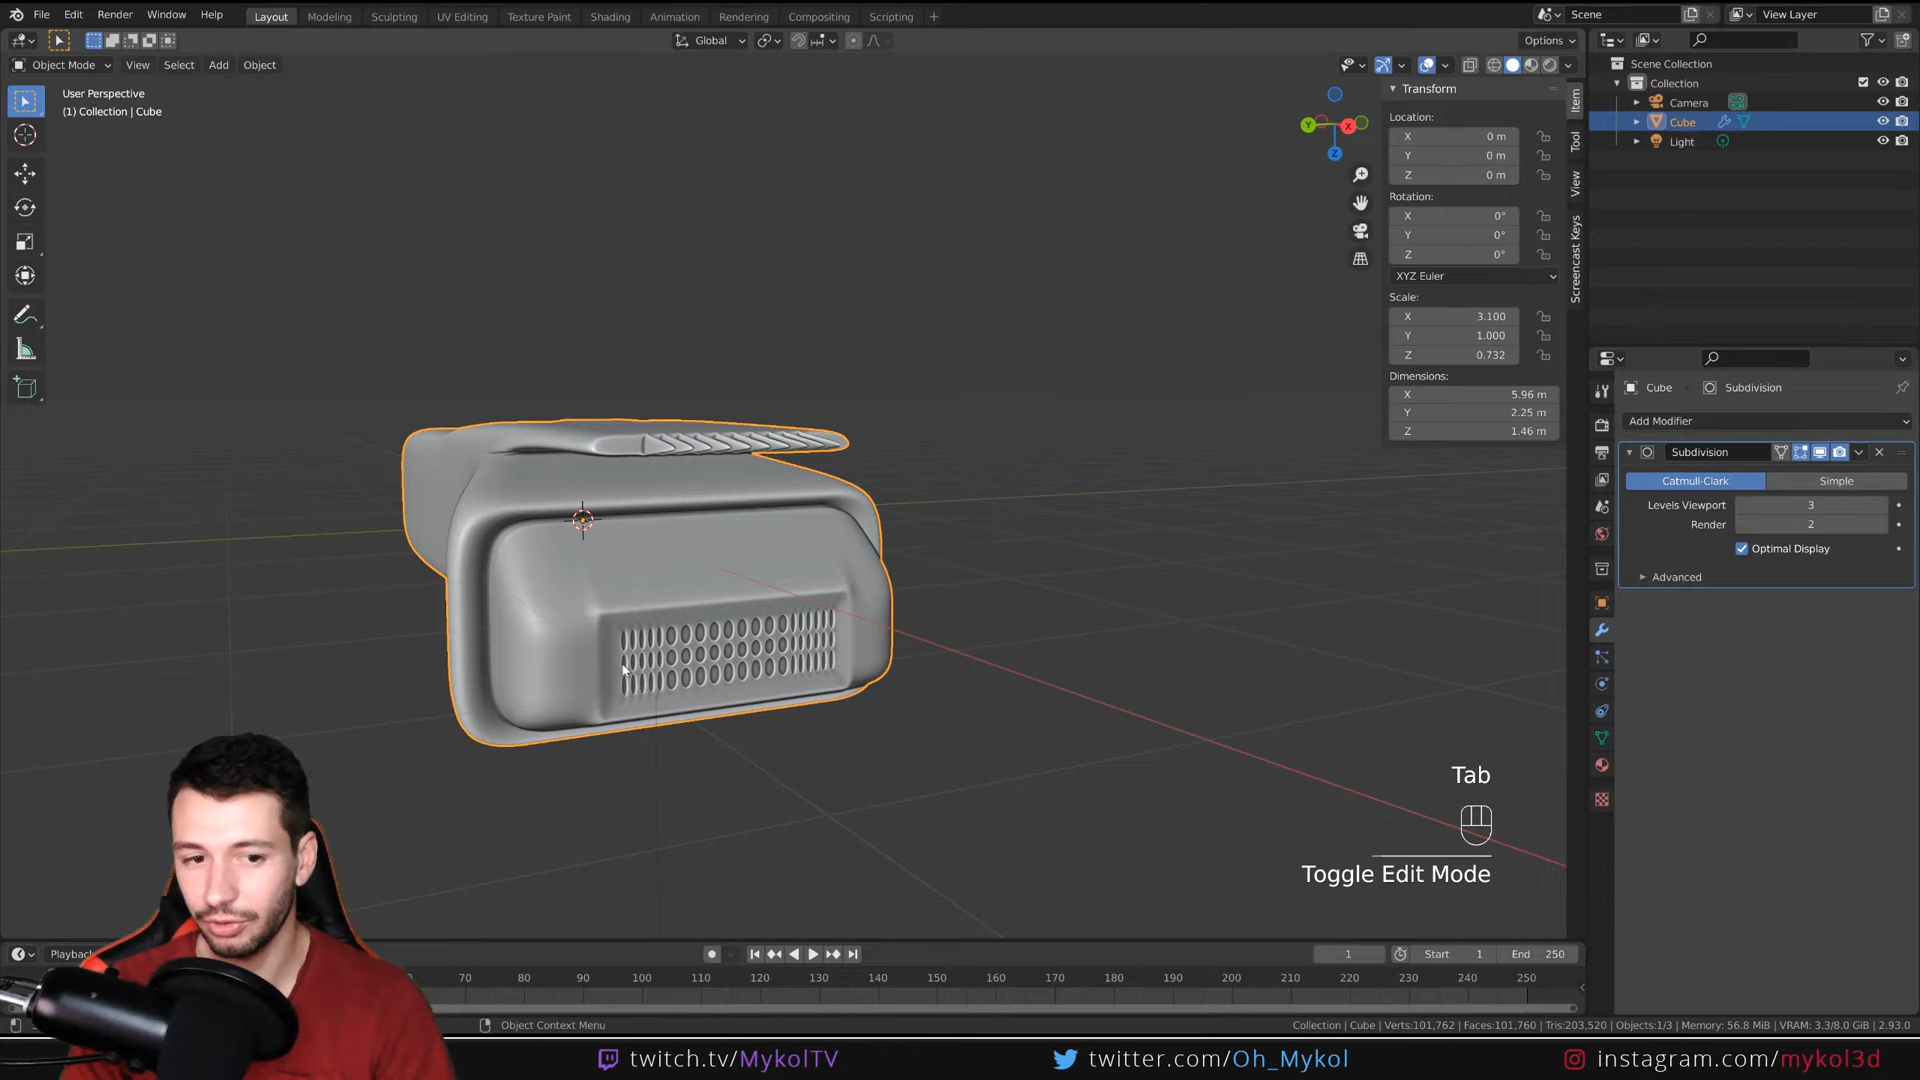 File Edit Render Window Help Layout Modeling Sculpting UV Editing Texture Paint Shading Animation Rendering Compositing Scripting + Scene View Layer
Global Options
Object Mode View Select Add Object
User Perspective
(1) Collection | Cube
Transform
Location:
X 0 m
Y 0 m
Z 0 m
Rotation:
X 0°
Y 0°
Z 0°
XYZ Euler
Scale:
X 3.100
Y 1.000
Z 0.732
Dimensions:
X 5.96 m
Y 2.25 m
Z 1.46 m
Item
Tool
View
Screencast Keys
Y X
Z
Scene Collection
Collection
Camera
Cube
Light
Cube Subdivision
Add Modifier
Subdivision
Catmull-Clark Simple
Levels Viewport 3
Render 2
Optimal Display
Advanced
Tab
Toggle Edit Mode
Playback
1 Start 1 End 250
70 80 90 100 110 120 130 140 150 160 170 180 190 200 210 220 230 240 250
Object Context Menu
Collection | Cube | Verts:101,762 | Faces:101,760 | Tris:203,520 | Objects:1/3 | Memory: 56.8 MiB | VRAM: 3.3/8.0 GiB | 2.93.0
twitch.tv/MykolTV twitter.com/Oh_Mykol instagram.com/mykol3d